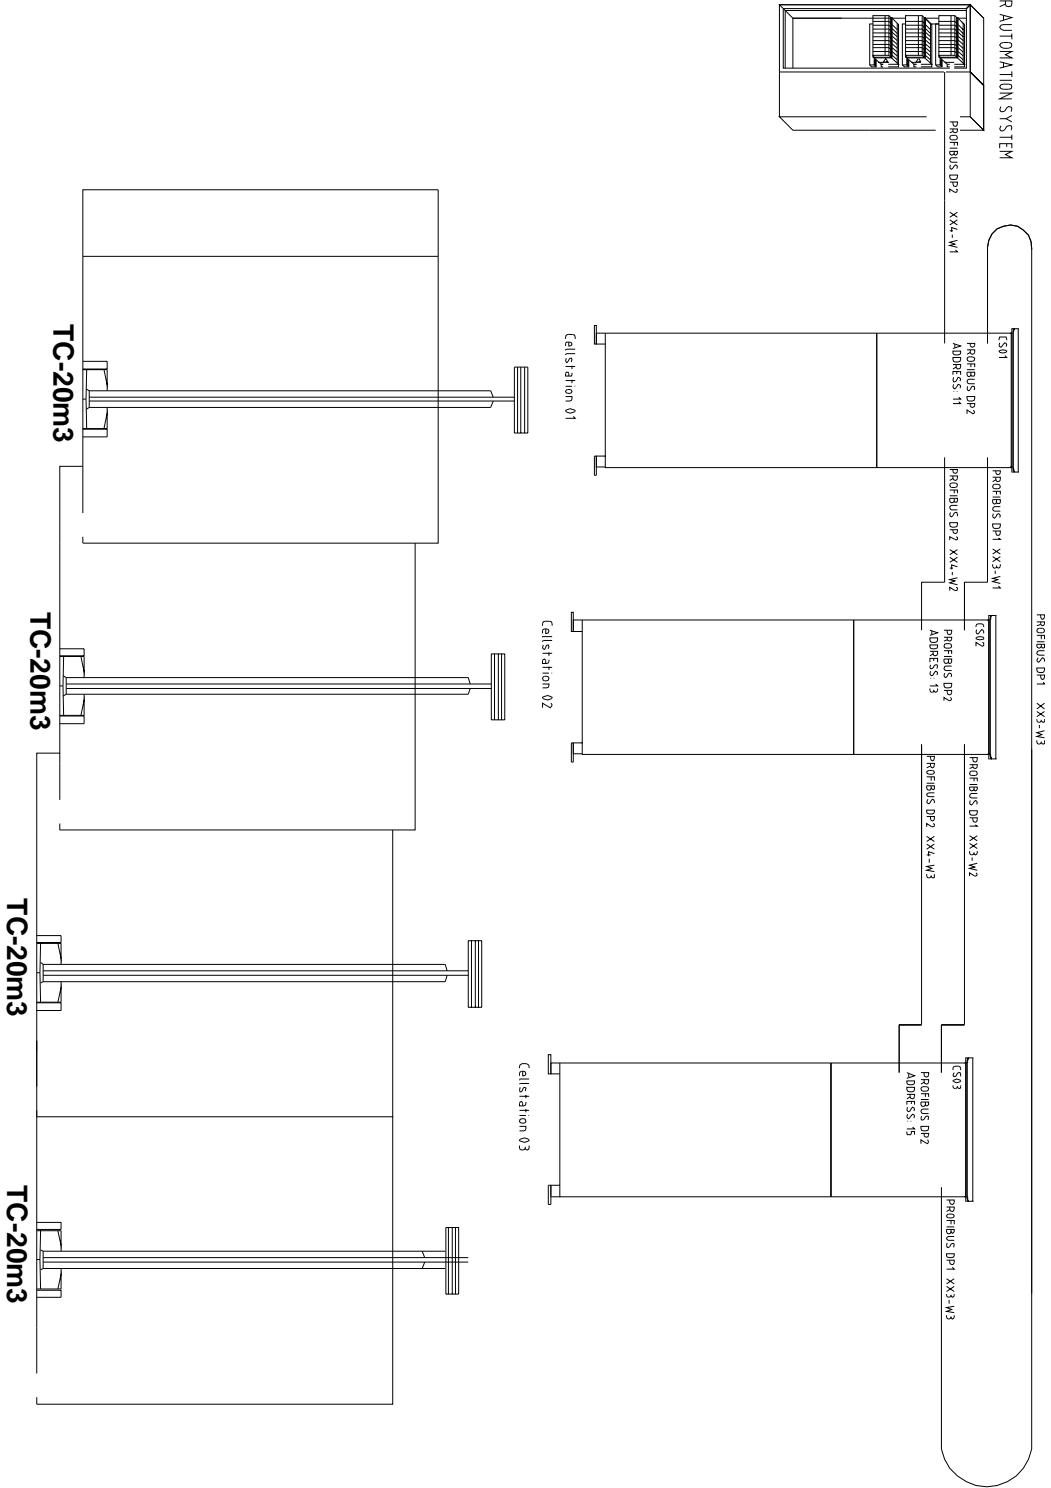 R AUTOMATION SYSTEM
PROFIBUS DP2 XX4-W1
PROFIBUS DP1 XX3-W3
CS01
PROFIBUS DP2
ADDRESS: 11
Cellstation 01
PROFIBUS DP1 XX3-W1
PROFIBUS DP2 XX4-W2
CS02
PROFIBUS DP2
ADDRESS: 13
Cellstation 02
PROFIBUS DP1 XX3-W2
PROFIBUS DP2 XX4-W3
CS03
PROFIBUS DP2
ADDRESS: 15
Cellstation 03
PROFIBUS DP1 XX3-W3
TC-20m3
TC-20m3
TC-20m3
TC-20m3